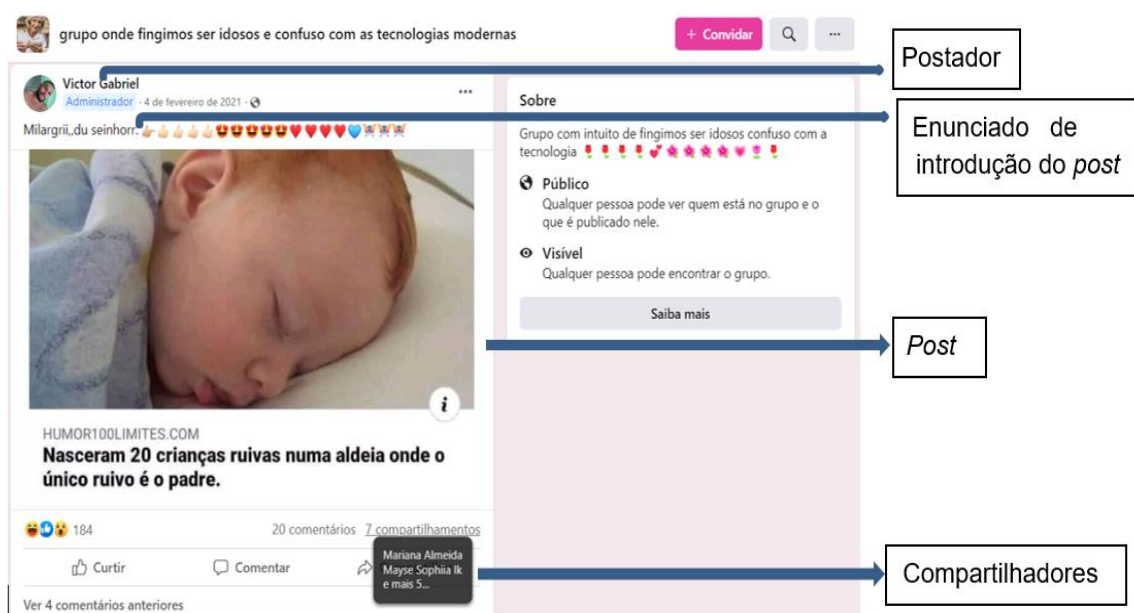 grupo onde fingimos ser idosos e confuso com as tecnologias modernas
+ Convidar
Victor Gabriel
Administrador · 4 de fevereiro de 2021 ·
Milargrii,,du seinhorr.
HUMOR100LIMITES.COM
Nasceram 20 crianças ruivas numa aldeia onde o
único ruivo é o padre.
184
20 comentários 7 compartilhamentos
Curtir
Comentar
Mariana Almeida
Mayse Sophiia Ik
e mais 5...
Ver 4 comentários anteriores
Sobre
Grupo com intuito de fingimos ser idosos confuso com a
tecnologia
Público
Qualquer pessoa pode ver quem está no grupo e o
que é publicado nele.
Visível
Qualquer pessoa pode encontrar o grupo.
Saiba mais
Postador
Enunciado de
introdução do post
Post
Compartilhadores